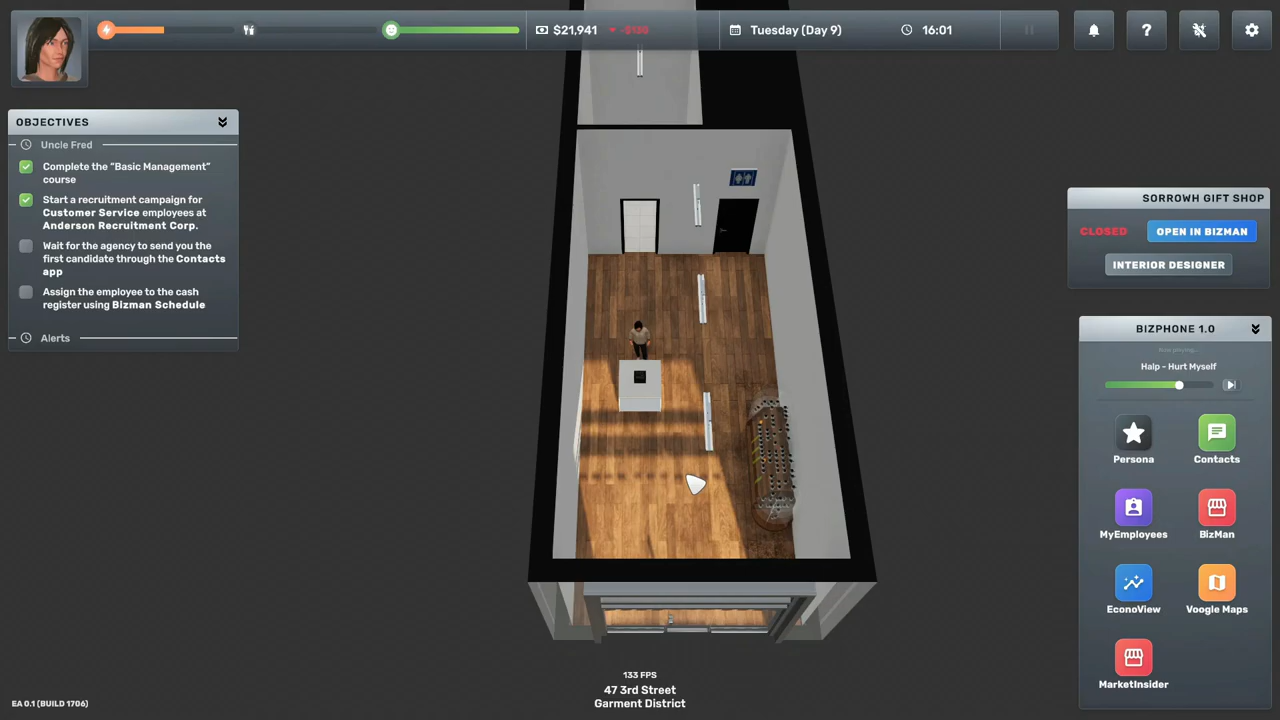 $21,941
-$130
Tuesday (Day 9)
16:01
OBJECTIVES
Uncle Fred
Complete the "Basic Management"
course
Start a recruitment campaign for
Customer Service employees at
Anderson Recruitment Corp.
Wait for the agency to send you the
first candidate through the Contacts
app
Assign the employee to the cash
register using Bizman Schedule
Alerts
SORROWH GIFT SHOP
CLOSED
OPEN IN BIZMAN
INTERIOR DESIGNER
BIZPHONE 1.0
Now playing...
Halp - Hurt Myself
Persona
Contacts
MyEmployees
BizMan
EconoView
Voogle Maps
MarketInsider
133 FPS
47 3rd Street
Garment District
EA 0.1 (BUILD 1706)